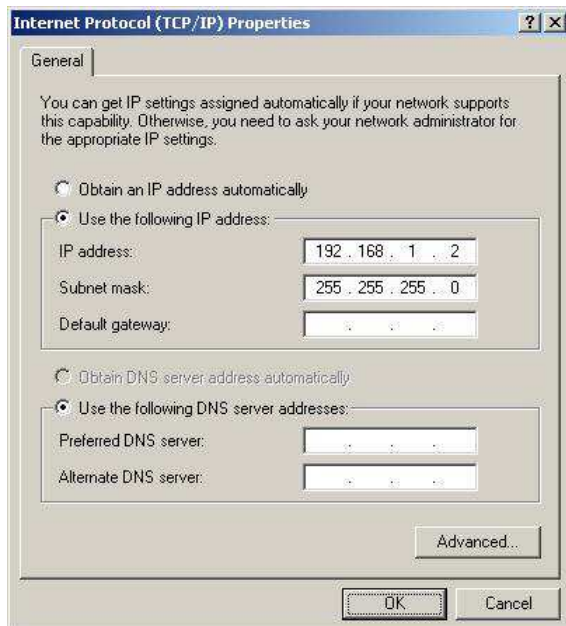 Internet Protocol (TCP/IP) Properties
General
You can get IP settings assigned automatically if your network supports
this capability. Otherwise, you need to ask your network administrator for
the appropriate IP settings.
Obtain an IP address automatically
Use the following IP address:
IP address: 192 . 168 . 1 . 2
Subnet mask: 255 . 255 . 255 . 0
Default gateway: . . .
Obtain DNS server address automatically
Use the following DNS server addresses:
Preferred DNS server: . . .
Alternate DNS server: . . .
Advanced...
OK Cancel